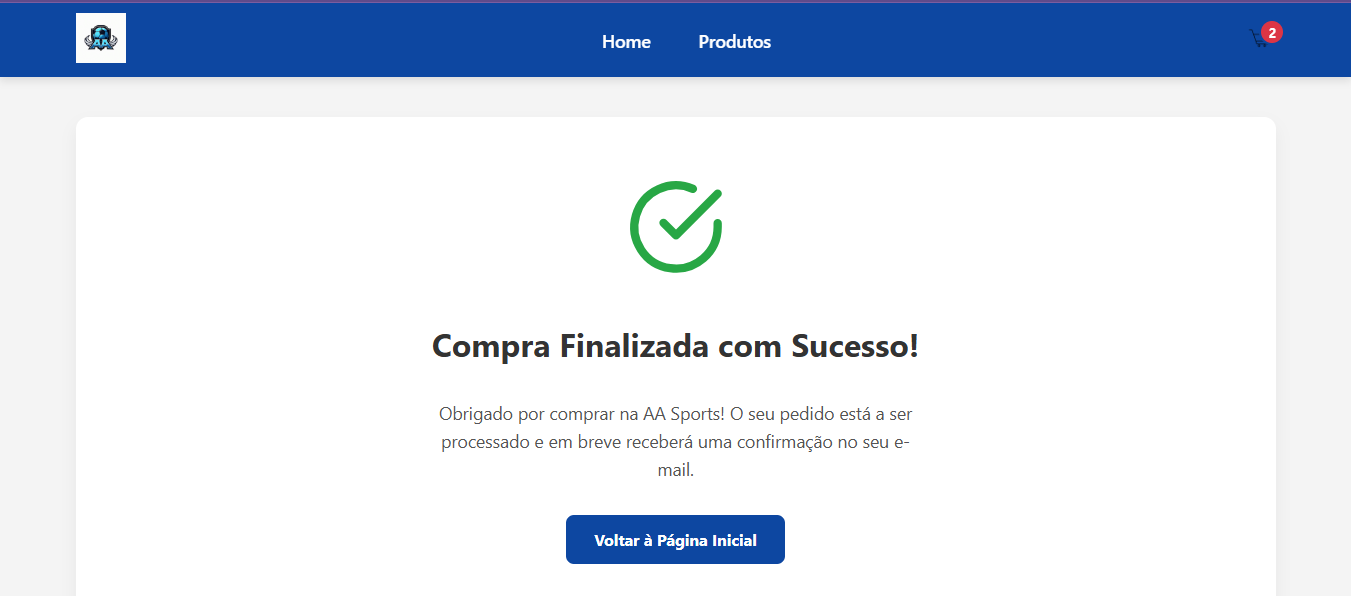 AA
Home
Produtos
2
Compra Finalizada com Sucesso!
Obrigado por comprar na AA Sports! O seu pedido está a ser
processado e em breve receberá uma confirmação no seu e-
mail.
Voltar à Página Inicial